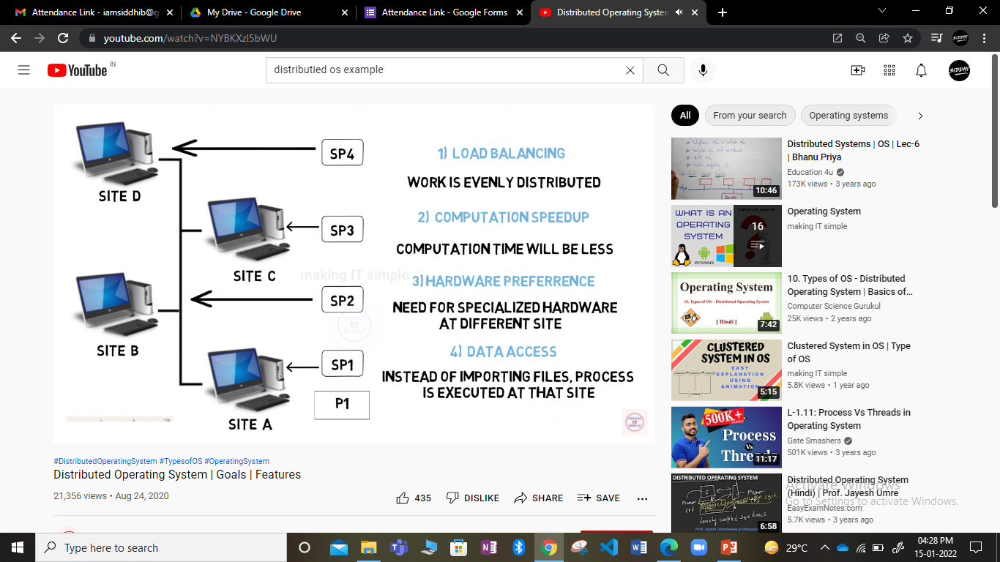 Attendance Link - iamsiddhib@g
My Drive - Google Drive
Attendance Link - Google Forms
Distributed Operating System
youtube.com/watch?v=NYBKXzI5bWU
YouTube IN
distributied os example
SIDDHI
SP4
SITE D
SP3
SITE C
SP2
SITE B
SP1
P1
SITE A
making IT simple
1) LOAD BALANCING
WORK IS EVENLY DISTRIBUTED
2) COMPUTATION SPEEDUP
COMPUTATION TIME WILL BE LESS
3) HARDWARE PREFERRENCE
NEED FOR SPECIALIZED HARDWARE
AT DIFFERENT SITE
4) DATA ACCESS
INSTEAD OF IMPORTING FILES, PROCESS
IS EXECUTED AT THAT SITE
#DistributedOperatingSystem #TypesofOS #OperatingSystem
Distributed Operating System | Goals | Features
21,356 views • Aug 24, 2020
435
DISLIKE
SHARE
SAVE
All
From your search
Operating systems
10:46
Distributed Systems | OS | Lec-6
| Bhanu Priya
Education 4u
173K views • 3 years ago
WHAT IS AN
OPERATING
SYSTEM
SIMPLE EXPLANATION
ANDROID
16
Operating System
making IT simple
Operating System
10. Types of OS - Distributed Operating System
[ Hindi ]
7:42
10. Types of OS - Distributed
Operating System | Basics of...
Computer Science Gurukul
25K views • 2 years ago
CLUSTERED
SYSTEM IN OS
EASY
EXPLANATION
USING
ANIMATION
5:15
Clustered System in OS | Type
of OS
making IT simple
5.8K views • 1 year ago
500K+
Process
Vs
Threads
11:17
L-1.11: Process Vs Threads in
Operating System
Gate Smashers
501K views • 3 years ago
DISTRIBUTED OPERATING SYSTEM
loosely coupled systems
6:58
Distributed Operating System
(Hindi) | Prof. Jayesh Umre
EasyExamNotes.com
5.7K views • 3 years ago
Activate Windows
Go to Settings to activate Windows.
Type here to search
29°C
04:28 PM
15-01-2022